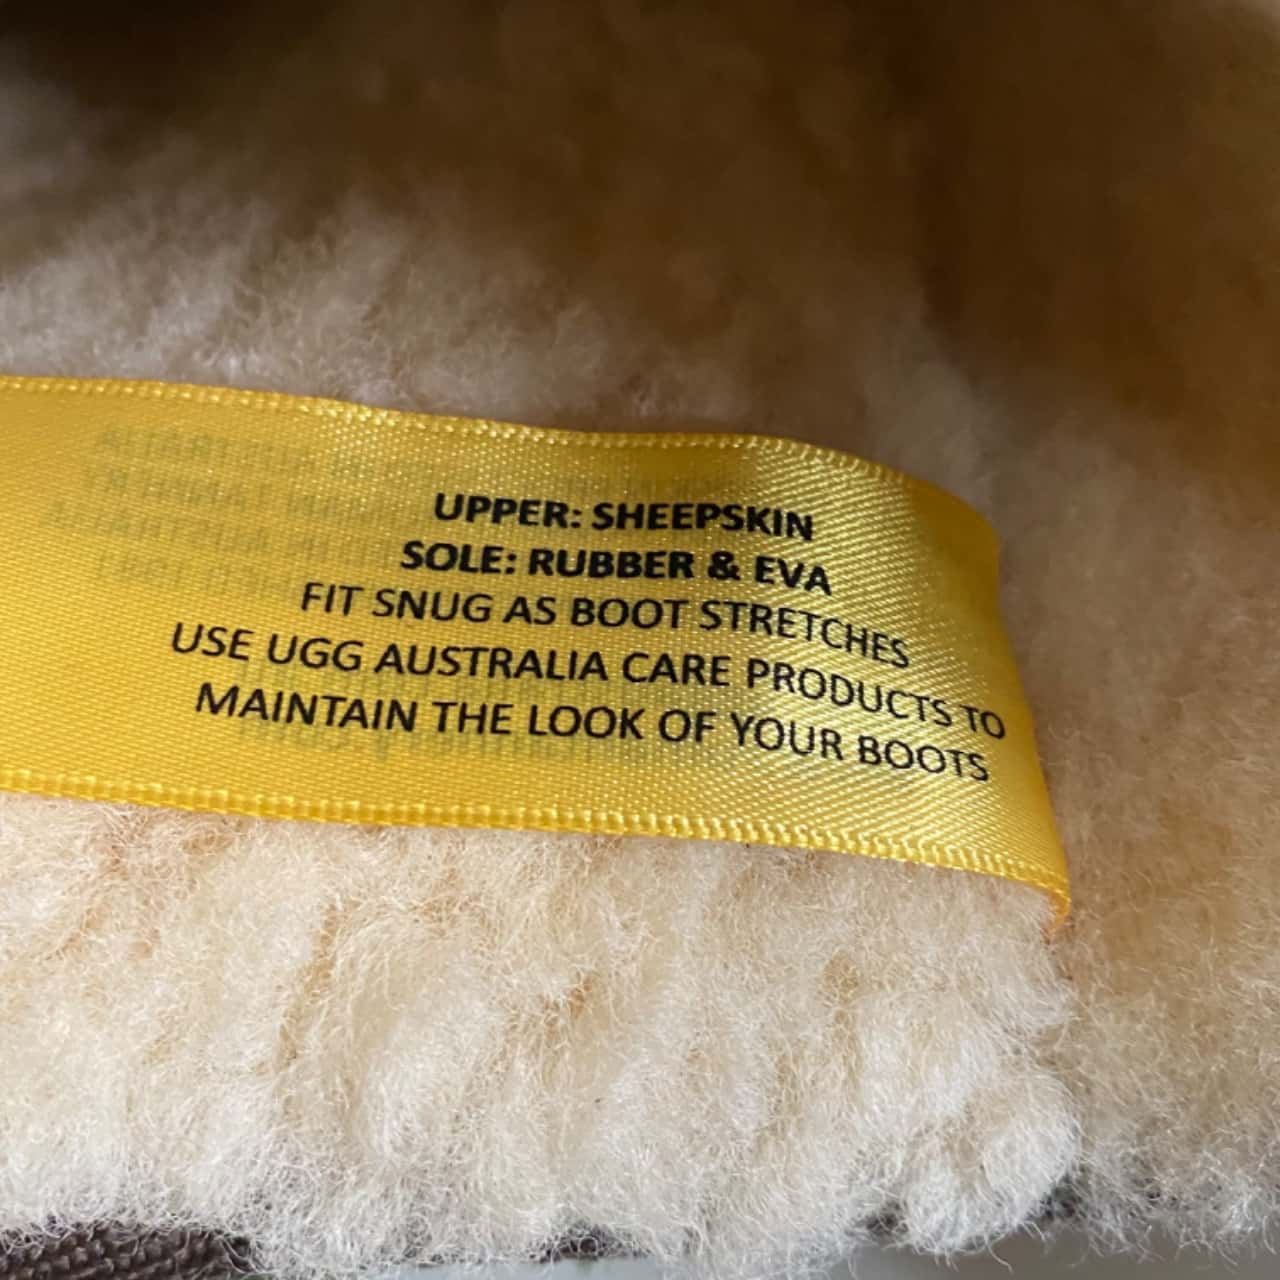 UPPER: SHEEPSKIN
SOLE: RUBBER & EVA
FIT SNUG AS BOOT STRETCHES
USE UGG AUSTRALIA CARE PRODUCTS TO
MAINTAIN THE LOOK OF YOUR BOOTS